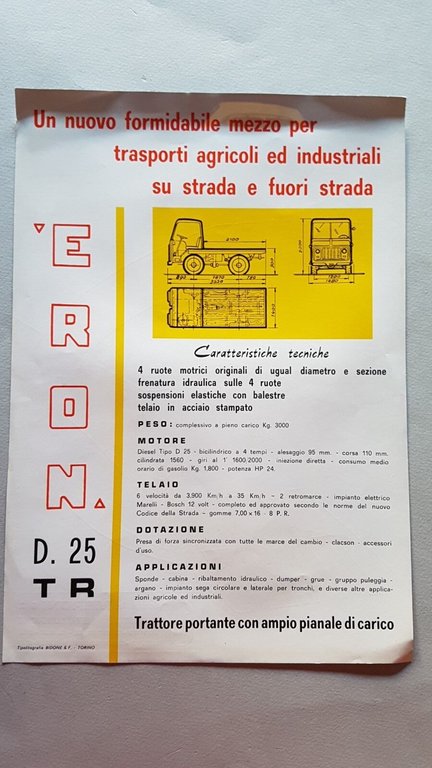 Un nuovo formidabile mezzo per
trasporti agricoli ed industriali
su strada e fuori strada
ERON
D. 25
TR
2100
Caratteristiche tecniche
4 ruote motrici originali di ugual diametro e sezione
frenatura idraulica sulle 4 ruote
sospensioni elastiche con balestre
telaio in acciaio stampato
PESO: complessivo a pieno carico Kg. 3000
MOTORE
Diesel Tipo D 25 - bicilindrico a 4 tempi - alesaggio 95 mm. - corsa 110 mm.
cilindrata 1560 - giri al 1' 1600/2000 - iniezione diretta - consumo medio
orario di gasolio Kg. 1,800 - potenza HP 24.
TELAIO
6 velocità da 3,900 Km/h a 35 Km/h - 2 retromarce - impianto elettrico
Marelli - Bosch 12 volt - completo ed approvato secondo le norme del nuovo
Codice della Strada - gomme 7,00 x 16 - 8 P. R.
DOTAZIONE
Presa di forza sincronizzata con tutte le marce del cambio - clacson - accessori
d'uso.
APPLICAZIONI
Sponde - cabina - ribaltamento idraulico - dumper - grue - gruppo puleggia -
argano - impianto sega circolare e laterale per tronchi, e diverse altre applica-
zioni agricole ed industriali.
Trattore portante con ampio pianale di carico
Tipolitografia BIDONE & F. - TORINO